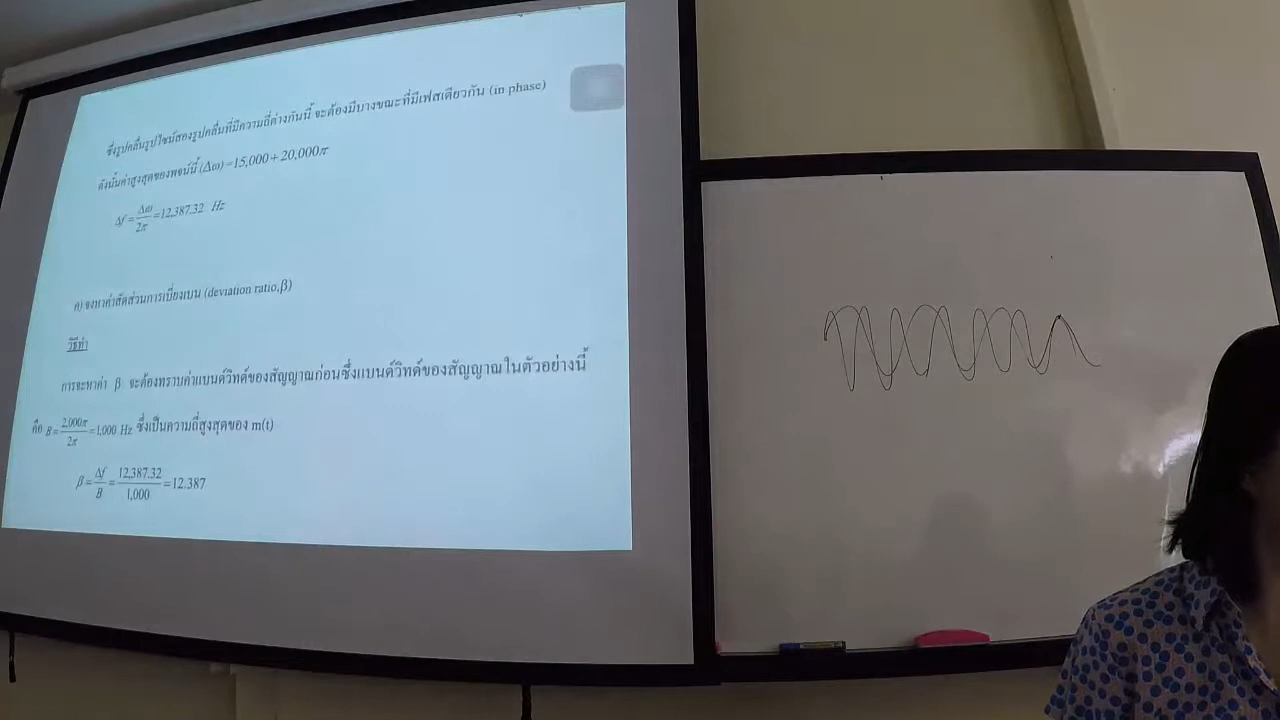 ซึ่งรูปคลื่นรูปไซน์สองรูปคลื่นที่มีความถี่ต่างกันนี้ จะต้องมีบางขณะที่มีเฟสเดียวกัน (in phase)
ดังนั้นค่าสูงสุดของพจน์นี้ (Δω) = 15,000 + 20,000π
Δf = Δω/2π = 12,387.32 Hz
ค) จงหาค่าสัดส่วนการเบี่ยงเบน (deviation ratio,β)
วิธีทำ
การจะหาค่า β จะต้องทราบค่าแบนด์วิทด์ของสัญญาณก่อนซึ่งแบนด์วิทด์ของสัญญาณในตัวอย่างนี้
คือ B = 2,000π/2π = 1,000 Hz ซึ่งเป็นความถี่สูงสุดของ m(t)
β = Δf/B = 12,387.32/1,000 = 12.387